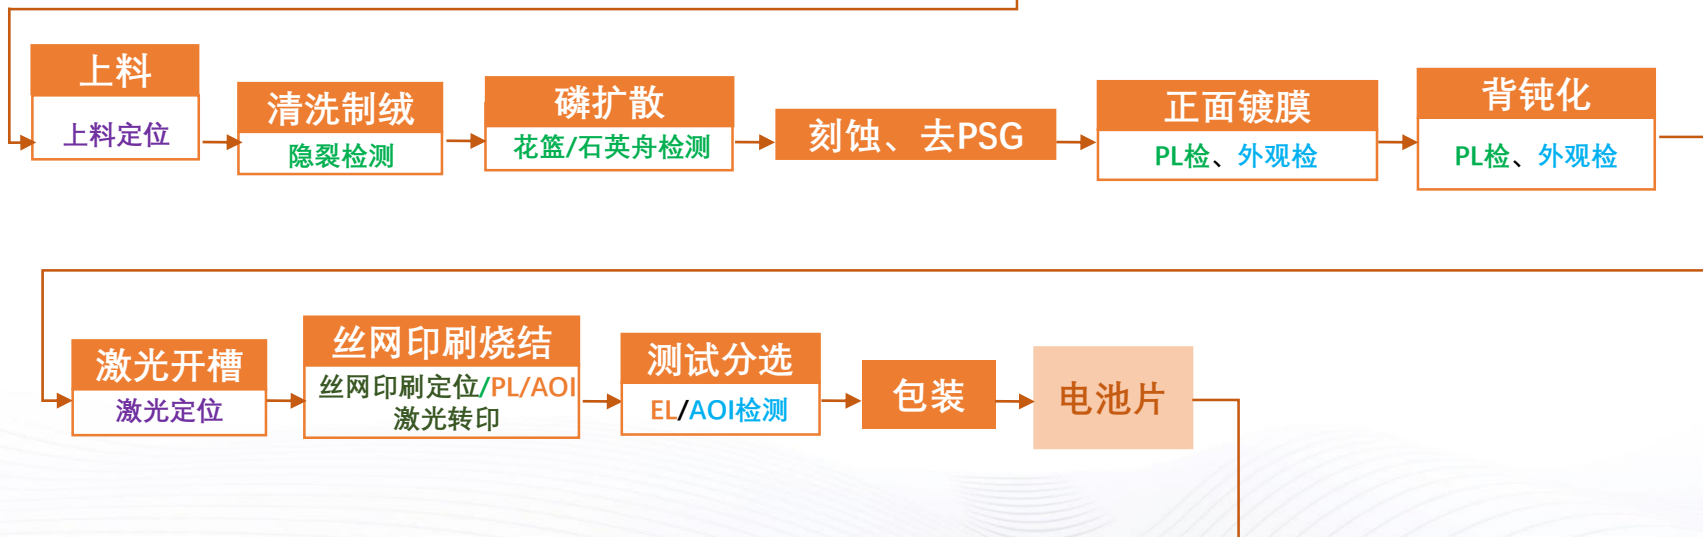 上料
上料定位
清洗制绒
隐裂检测
磷扩散
花篮/石英舟检测
刻蚀、去PSG
正面镀膜
PL检、外观检
背钝化
PL检、外观检
激光开槽
激光定位
丝网印刷烧结
丝网印刷定位/PL/AOI
激光转印
测试分选
EL/AOI检测
包装
电池片